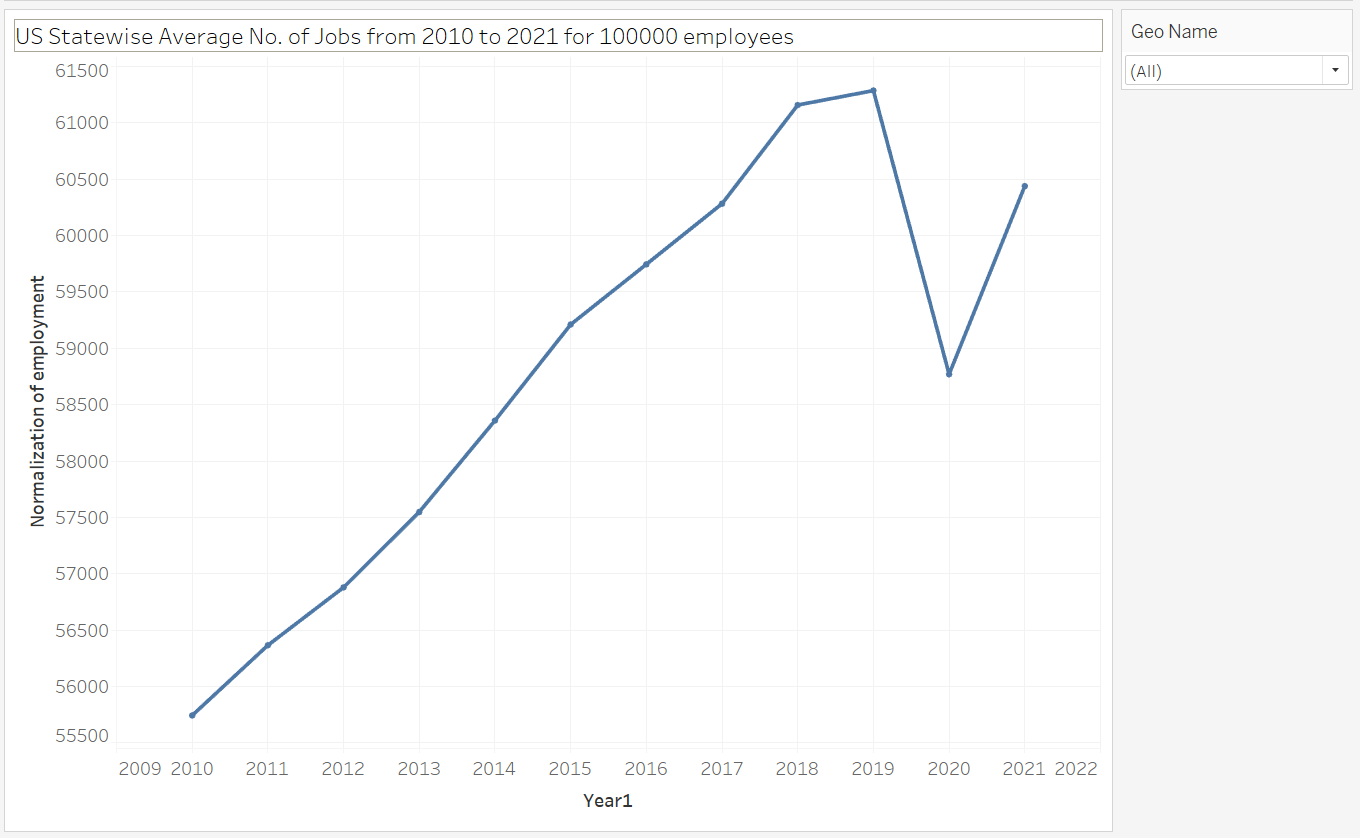 US Statewise Average No. of Jobs from 2010 to 2021 for 100000 employees
Geo Name
(All)
61500
61000
60500
60000
59500
59000
58500
58000
57500
57000
56500
56000
55500
Normalization of employment
2009 2010 2011 2012 2013 2014 2015 2016 2017 2018 2019 2020 2021 2022
Year1